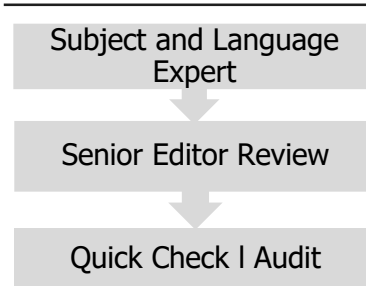 Subject and Language
Expert
Senior Editor Review
Quick Check l Audit